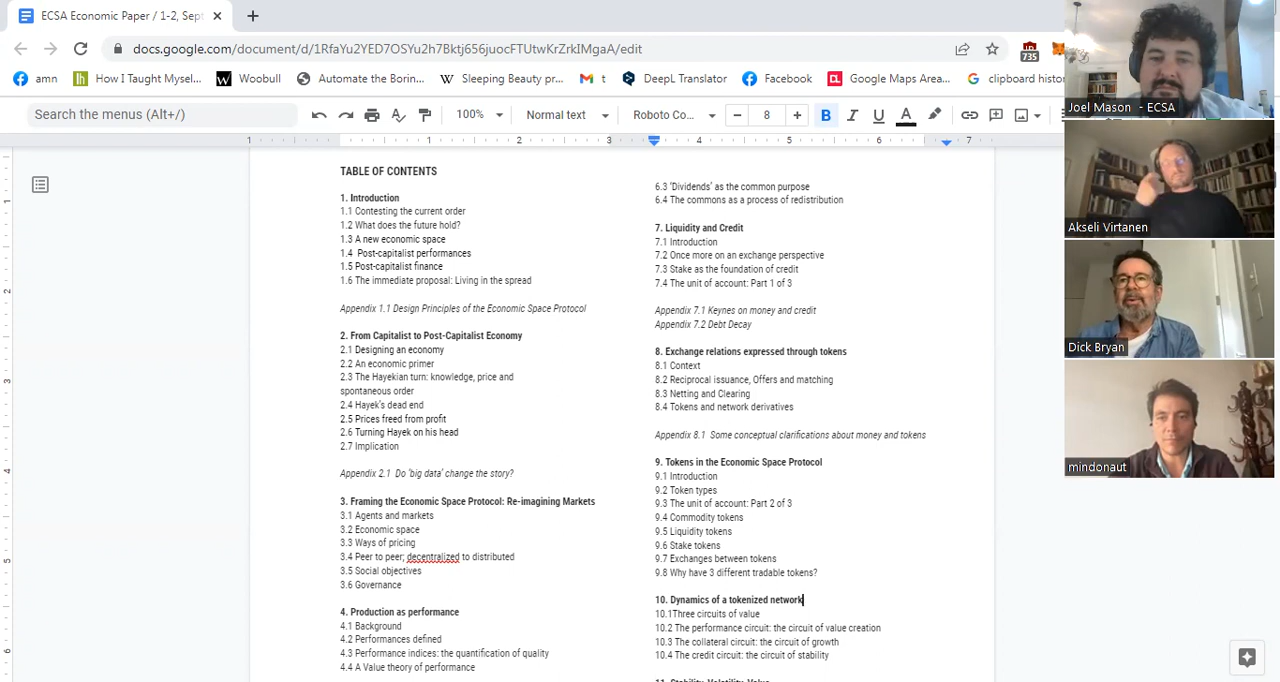 ECSA Economic Paper / 1-2, Sept
docs.google.com/document/d/1RfaYu2YED7OSYu2h7Bktj656juocFTUtwKrZrkIMgaA/edit
735
amn
How I Taught Mysel...
Woobull
Automate the Borin...
Sleeping Beauty pr...
t
DeepL Translator
Facebook
Google Maps Area...
clipboard histor
Search the menus (Alt+/)
100%
Normal text
Roboto Co...
8
TABLE OF CONTENTS
1. Introduction
1.1 Contesting the current order
1.2 What does the future hold?
1.3 A new economic space
1.4 Post-capitalist performances
1.5 Post-capitalist finance
1.6 The immediate proposal: Living in the spread
Appendix 1.1 Design Principles of the Economic Space Protocol
2. From Capitalist to Post-Capitalist Economy
2.1 Designing an economy
2.2 An economic primer
2.3 The Hayekian turn: knowledge, price and
spontaneous order
2.4 Hayek's dead end
2.5 Prices freed from profit
2.6 Turning Hayek on his head
2.7 Implication
Appendix 2.1 Do 'big data' change the story?
3. Framing the Economic Space Protocol: Re-imagining Markets
3.1 Agents and markets
3.2 Economic space
3.3 Ways of pricing
3.4 Peer to peer; decentralized to distributed
3.5 Social objectives
3.6 Governance
4. Production as performance
4.1 Background
4.2 Performances defined
4.3 Performance indices: the quantification of quality
4.4 A Value theory of performance
6.3 'Dividends' as the common purpose
6.4 The commons as a process of redistribution
7. Liquidity and Credit
7.1 Introduction
7.2 Once more on an exchange perspective
7.3 Stake as the foundation of credit
7.4 The unit of account: Part 1 of 3
Appendix 7.1 Keynes on money and credit
Appendix 7.2 Debt Decay
8. Exchange relations expressed through tokens
8.1 Context
8.2 Reciprocal issuance, Offers and matching
8.3 Netting and Clearing
8.4 Tokens and network derivatives
Appendix 8.1 Some conceptual clarifications about money and tokens
9. Tokens in the Economic Space Protocol
9.1 Introduction
9.2 Token types
9.3 The unit of account: Part 2 of 3
9.4 Commodity tokens
9.5 Liquidity tokens
9.6 Stake tokens
9.7 Exchanges between tokens
9.8 Why have 3 different tradable tokens?
10. Dynamics of a tokenized network
10.1Three circuits of value
10.2 The performance circuit: the circuit of value creation
10.3 The collateral circuit: the circuit of growth
10.4 The credit circuit: the circuit of stability
11. Stability, Volatility, Value
Joel Mason - ECSA
Akseli Virtanen
Dick Bryan
mindonaut